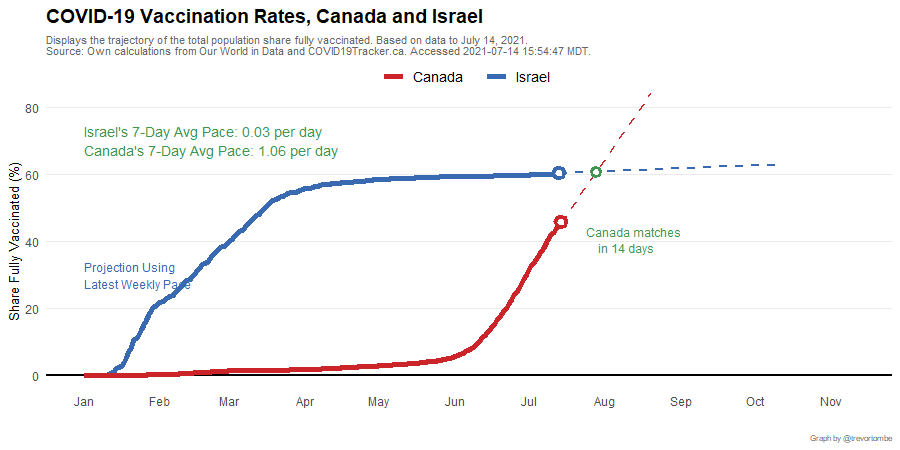 COVID-19 Vaccination Rates, Canada and Israel
Displays the trajectory of the total population share fully vaccinated. Based on data to July 14, 2021.
Source: Own calculations from Our World in Data and COVID19Tracker.ca. Accessed 2021-07-14 15:54:47 MDT.
Canada Israel
Share Fully Vaccinated (%)
80
60
40
20
0
Israel's 7-Day Avg Pace: 0.03 per day
Canada's 7-Day Avg Pace: 1.06 per day
Canada matches
in 14 days
Projection Using
Latest Weekly Pace
Jan Feb Mar Apr May Jun Jul Aug Sep Oct Nov
Graph by @trevortombe